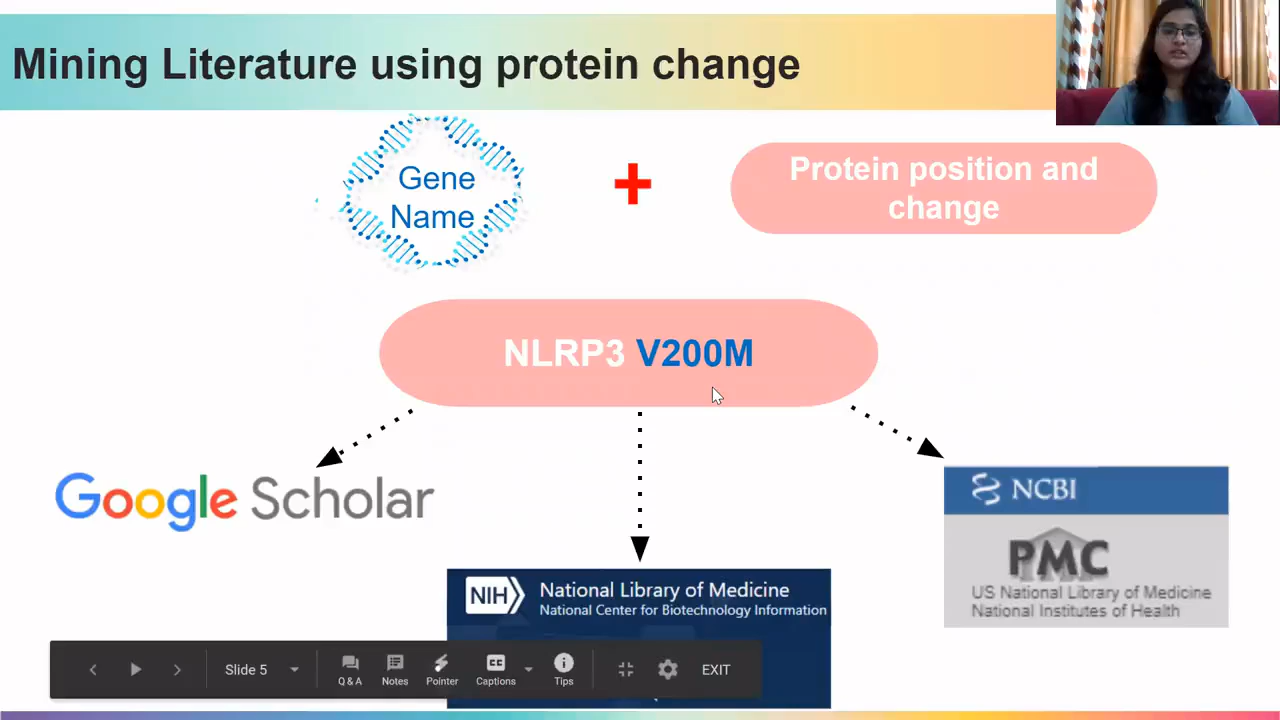 Mining Literature using protein change
Gene
Name
+
Protein position and
change
NLRP3 V200M
Google Scholar
NCBI
PMC
US National Library of Medicine
National Institutes of Health
NIH
National Library of Medicine
National Center for Biotechnology Information
Slide 5
Q & A
Notes
Pointer
CC
Captions
Tips
EXIT